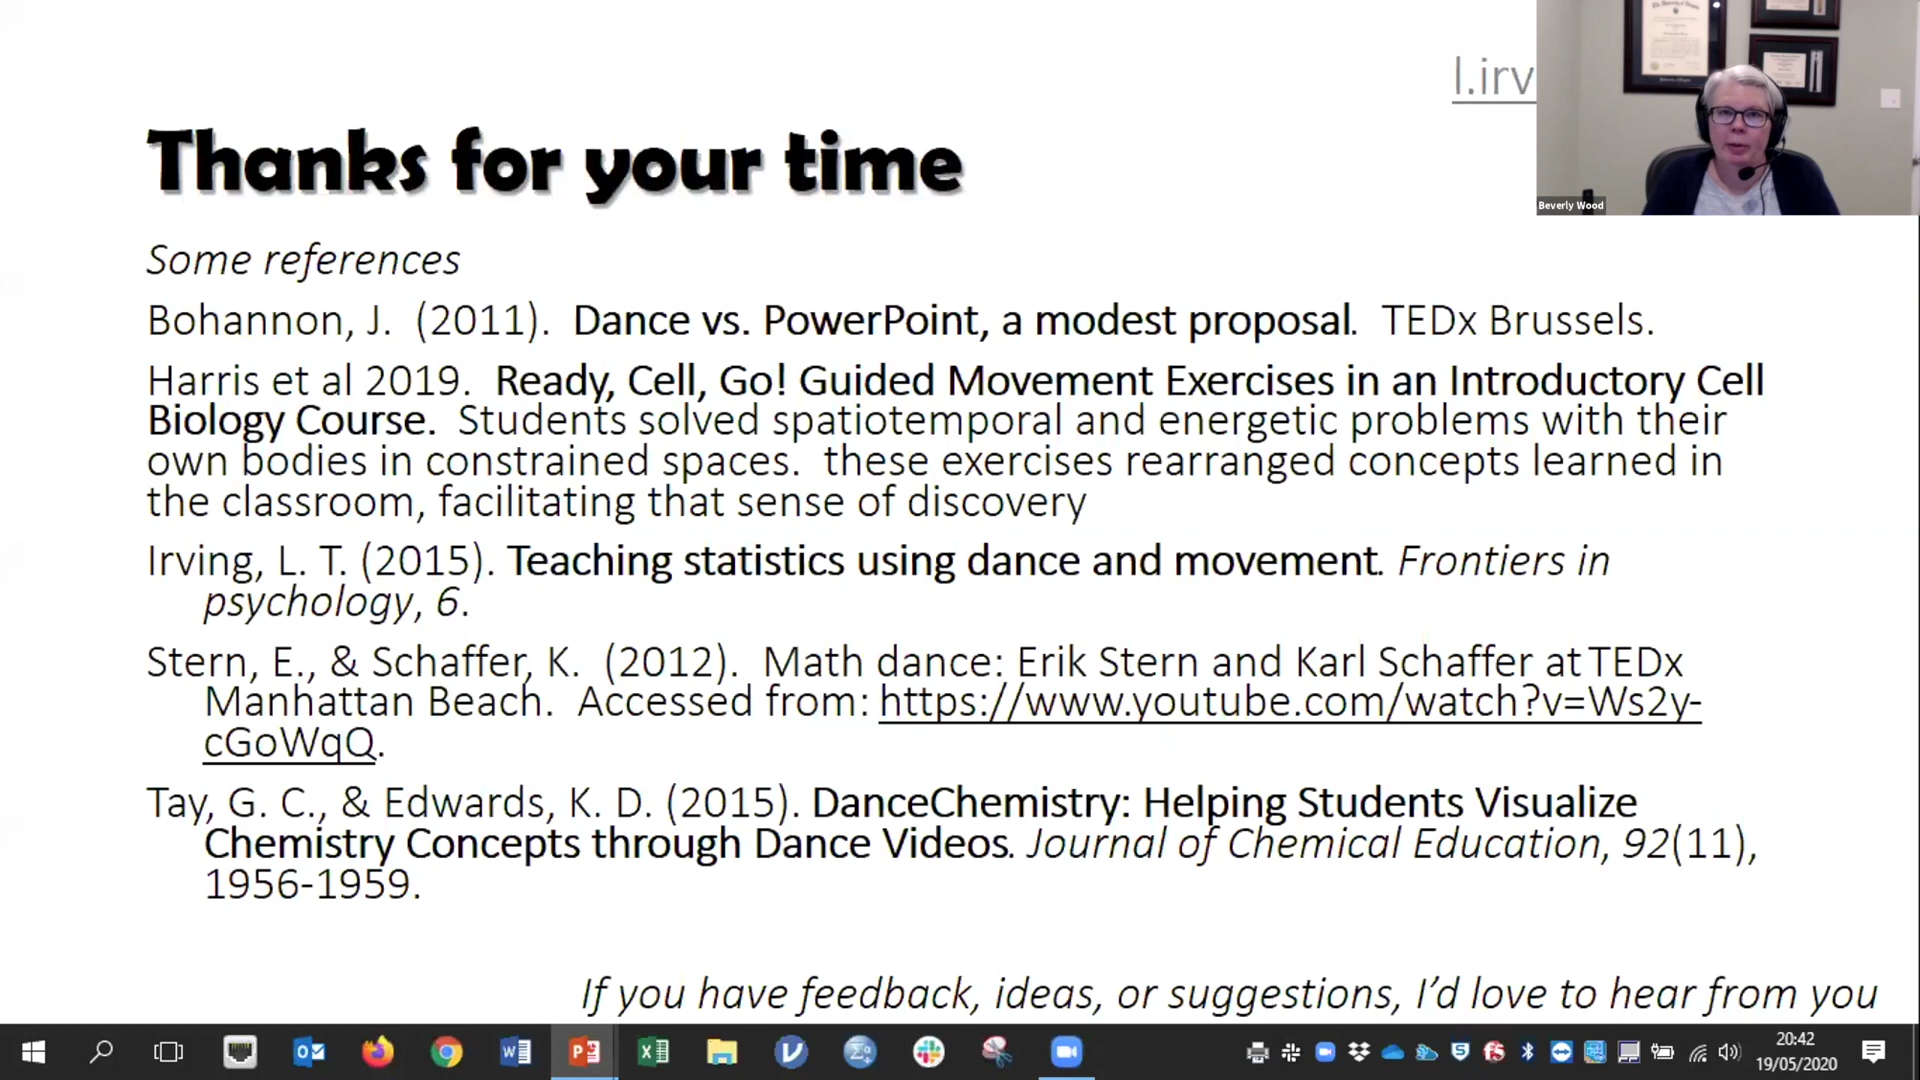 l.irv
Thanks for your time
Beverly Wood
Some references
Bohannon, J.  (2011).  Dance vs. PowerPoint, a modest proposal.  TEDx Brussels.
Harris et al 2019.  Ready, Cell, Go! Guided Movement Exercises in an Introductory Cell
Biology Course.  Students solved spatiotemporal and energetic problems with their
own bodies in constrained spaces.  these exercises rearranged concepts learned in
the classroom, facilitating that sense of discovery
Irving, L. T. (2015). Teaching statistics using dance and movement. Frontiers in
psychology, 6.
Stern, E., & Schaffer, K.  (2012).  Math dance: Erik Stern and Karl Schaffer at TEDx
Manhattan Beach.  Accessed from: https://www.youtube.com/watch?v=Ws2y-
cGoWqQ.
Tay, G. C., & Edwards, K. D. (2015). DanceChemistry: Helping Students Visualize
Chemistry Concepts through Dance Videos. Journal of Chemical Education, 92(11),
1956-1959.
If you have feedback, ideas, or suggestions, I'd love to hear from you
20:42
19/05/2020